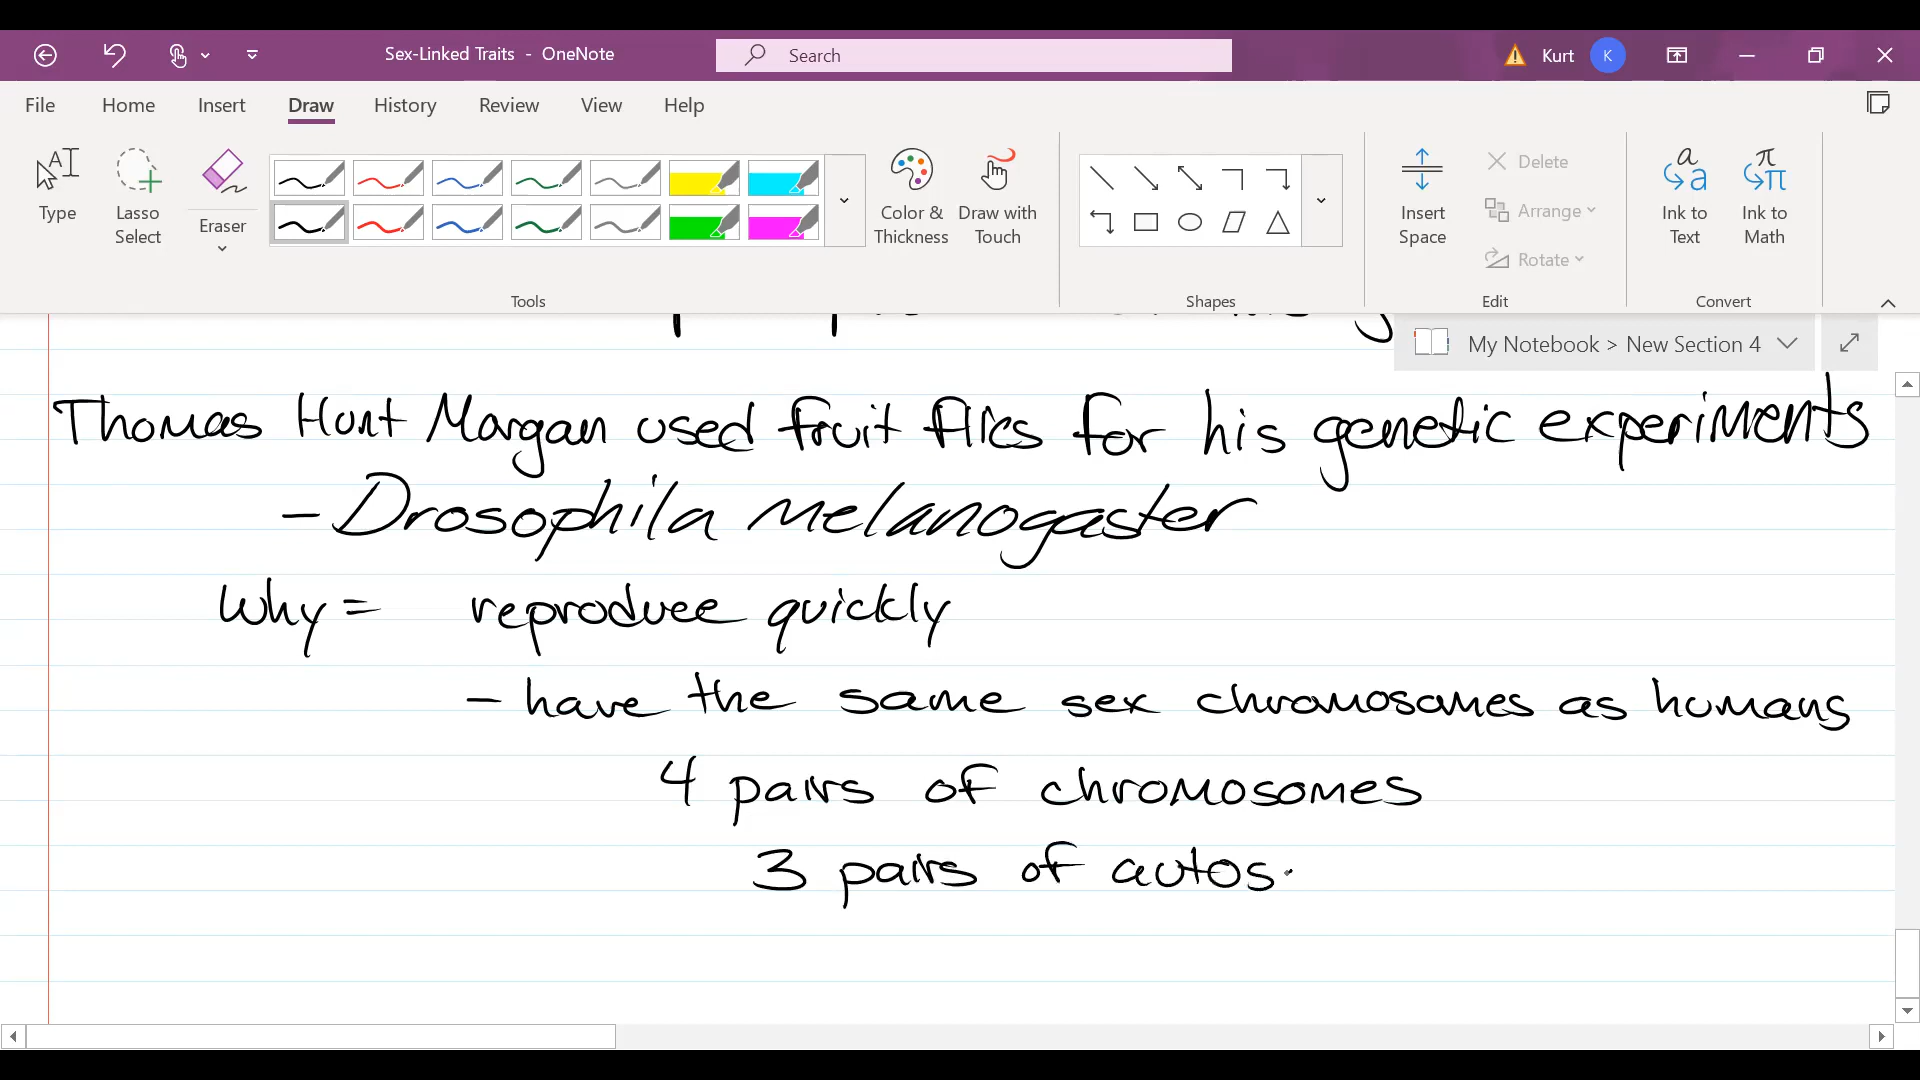 Sex-Linked Traits - OneNote
Search
Kurt
K
File Home Insert Draw History Review View Help
Type
Lasso Select
Eraser
Color & Thickness
Draw with Touch
Insert Space
Delete
Arrange
Rotate
a a Ink to Text
π π Ink to Math
Tools
Shapes
Edit
Convert
My Notebook > New Section 4
Thomas Hunt Morgan used fruit flies for his genetic experiments
- Drosophila melanogaster
Why = reproduce quickly
- have the same sex chromosomes as humans
4 pairs of chromosomes
3 pairs of autos